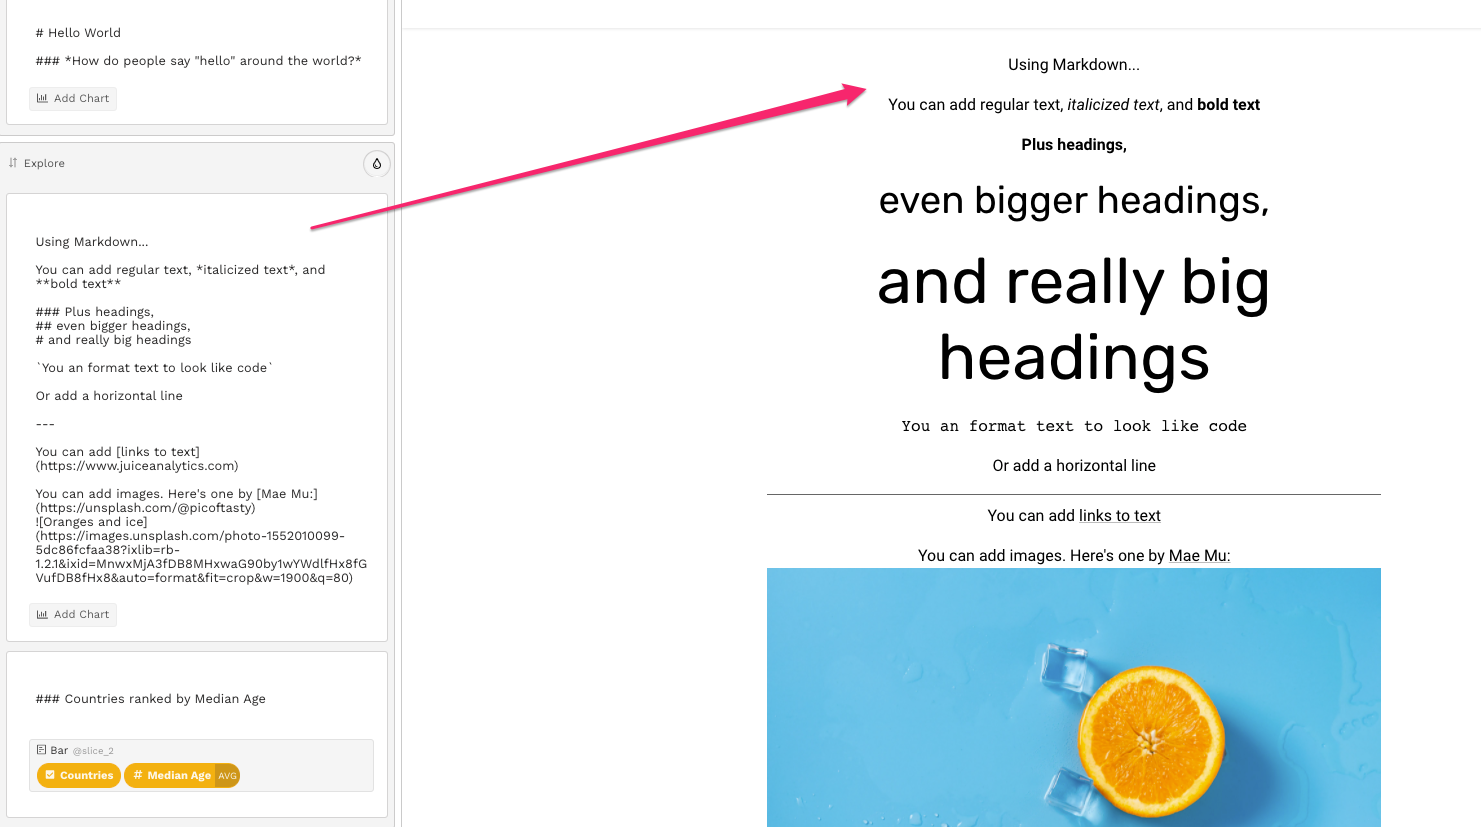 # Hello World
### *How do people say "hello" around the world?*
Add Chart
Explore
Using Markdown...
You can add regular text, *italicized text*, and
**bold text**
### Plus headings,
## even bigger headings,
# and really big headings
`You an format text to look like code`
Or add a horizontal line
---
You can add [links to text]
(https://www.juiceanalytics.com)
You can add images. Here's one by [Mae Mu:]
(https://unsplash.com/@picoftasty)
![Oranges and ice]
(https://images.unsplash.com/photo-1552010099-
5dc86fcfaa38?ixlib=rb-
1.2.1&ixid=MnwxMjA3fDB8MHxwaG90by1wYWdlfHx8fG
VufDB8fHx8&auto=format&fit=crop&w=1900&q=80)
Add Chart
### Countries ranked by Median Age
Bar @slice_2
Countries # Median Age AVG
Using Markdown...
You can add regular text, italicized text, and bold text
Plus headings,
even bigger headings,
and really big
headings
You an format text to look like code
Or add a horizontal line
You can add links to text
You can add images. Here's one by Mae Mu: